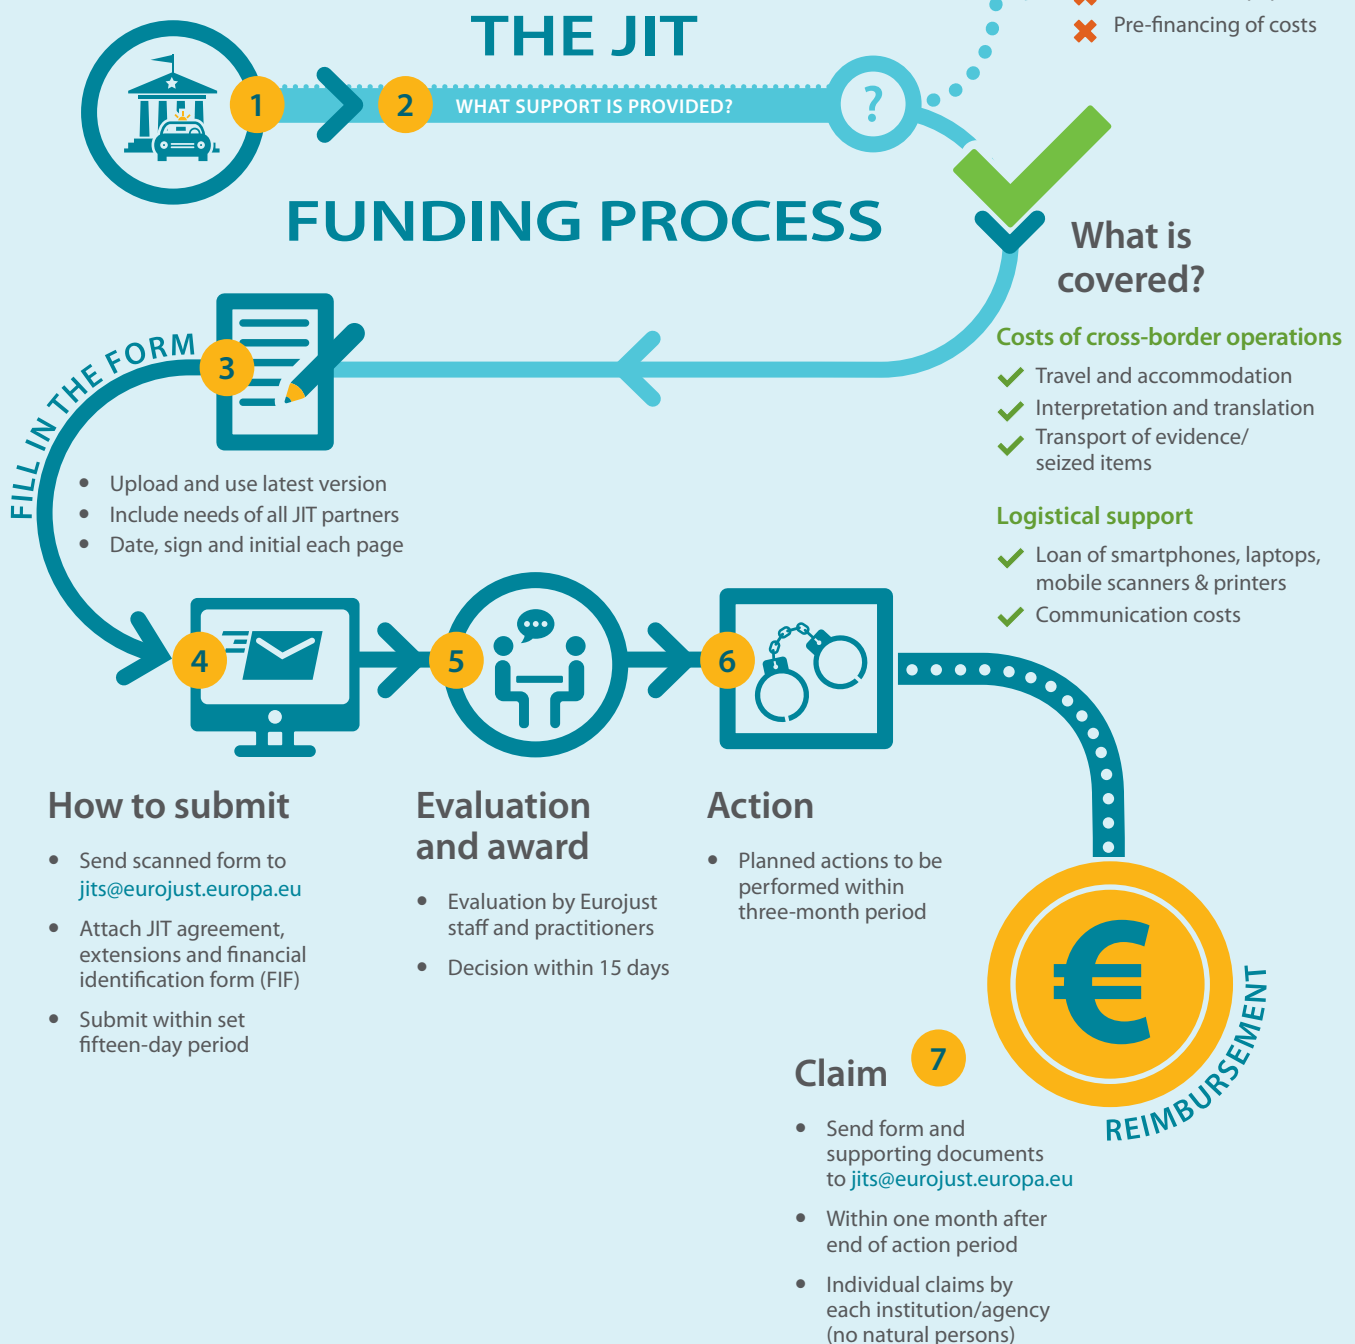 Pre-financing of costs
THE JIT
1
2
WHAT SUPPORT IS PROVIDED?
?
FUNDING PROCESS
What is
covered?
Costs of cross-border operations
Travel and accommodation
Interpretation and translation
Transport of evidence/
seized items
Logistical support
Loan of smartphones, laptops,
mobile scanners & printers
Communication costs
FILL IN THE FORM
3
Upload and use latest version
Include needs of all JIT partners
Date, sign and initial each page
4
How to submit
Send scanned form to
jits@eurojust.europa.eu
Attach JIT agreement,
extensions and financial
identification form (FIF)
Submit within set
fifteen-day period
5
Evaluation
and award
Evaluation by Eurojust
staff and practitioners
Decision within 15 days
6
Action
Planned actions to be
performed within
three-month period
€
REIMBURSEMENT
Claim
7
Send form and
supporting documents
to jits@eurojust.europa.eu
Within one month after
end of action period
Individual claims by
each institution/agency
(no natural persons)